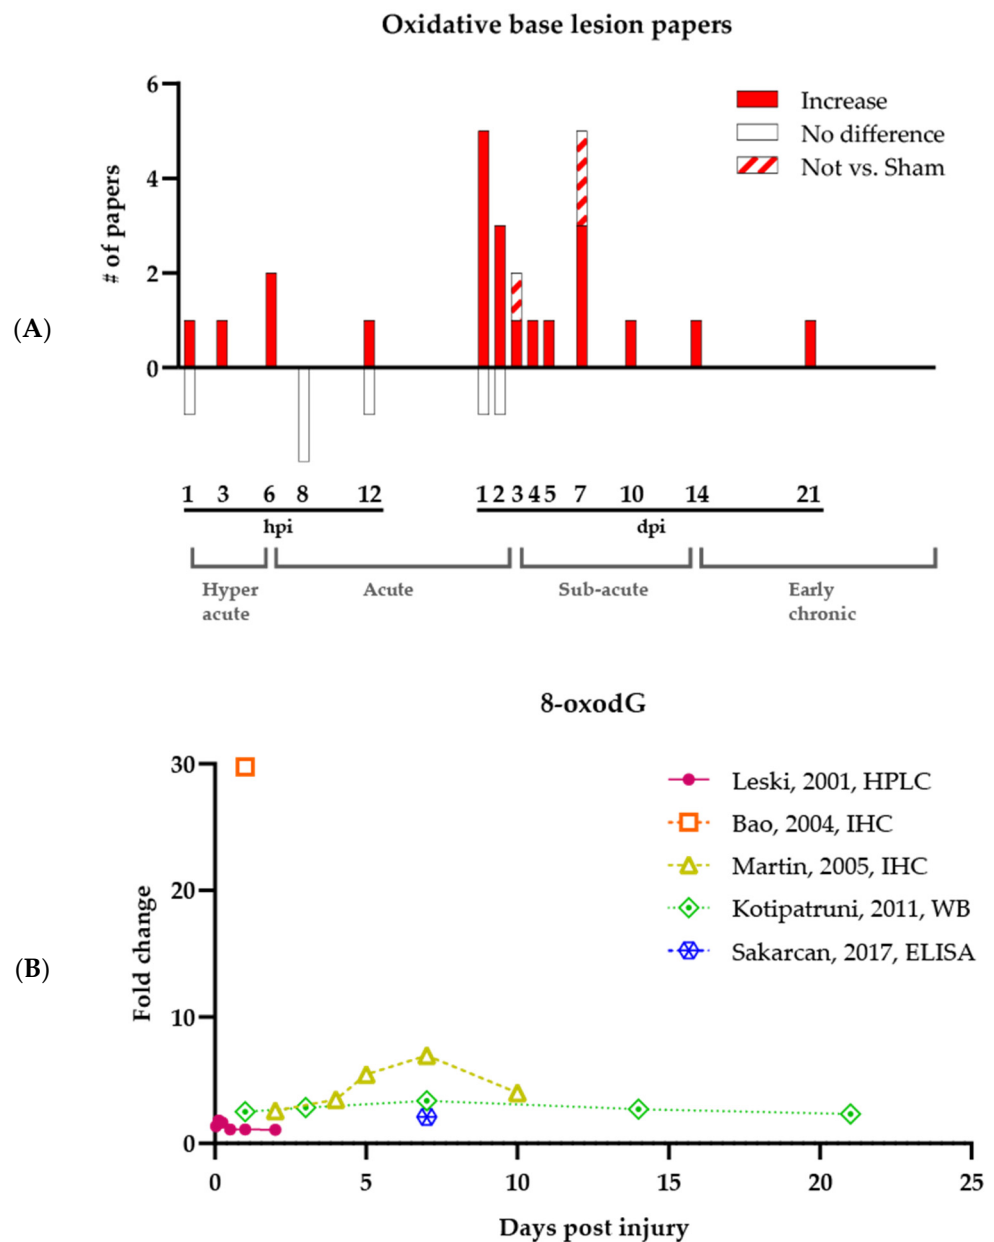 Oxidative base lesion papers
6
4
2
0
# of papers
Increase
No difference
Not vs. Sham
(A)
1 3 6 8 12 1 2 3 4 5 7 10 14 21
hpi dpi
Hyper acute
Acute
Sub-acute
Early chronic
8-oxodG
30
20
10
0
Fold change
Leski, 2001, HPLC
Bao, 2004, IHC
Martin, 2005, IHC
Kotipatruni, 2011, WB
Sakarcan, 2017, ELISA
(B)
0 5 10 15 20 25
Days post injury